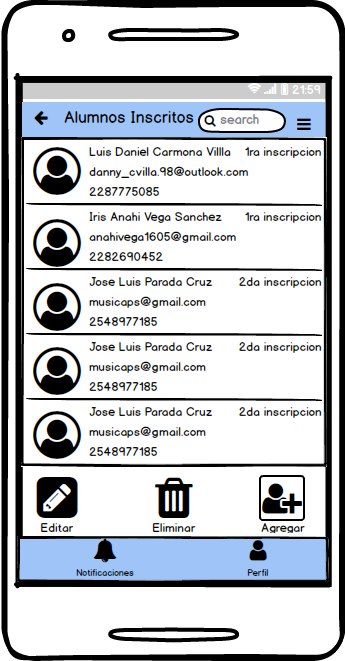 21:59
Alumnos Inscritos search
Luis Daniel Carmona Villla 1ra inscripcion
danny_cvilla.98@outlook.com
2287775085
Iris Anahi Vega Sanchez 1ra inscripcion
anahivega1605@gmail.com
2282690452
Jose Luis Parada Cruz 2da inscripcion
musicaps@gmail.com
2548977185
Jose Luis Parada Cruz 2da inscripcion
musicaps@gmail.com
2548977185
Jose Luis Parada Cruz 2da inscripcion
musicaps@gmail.com
2548977185
Editar Eliminar Agregar
Notificaciones Perfil